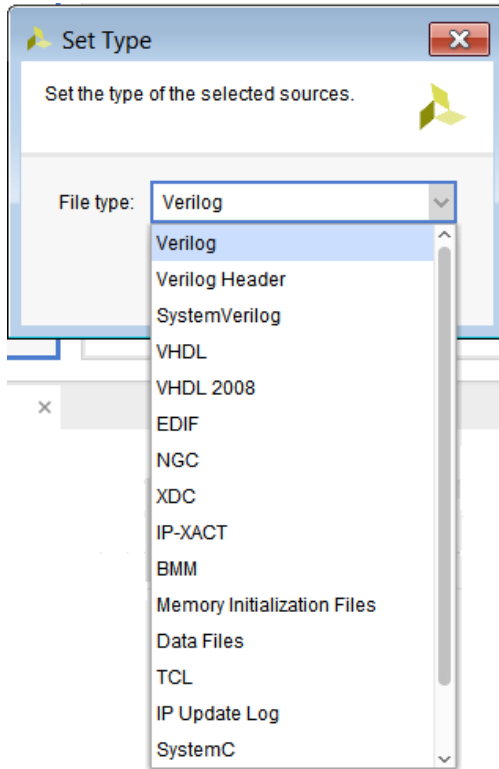 Set Type
Set the type of the selected sources.
File type: Verilog
Verilog
Verilog Header
SystemVerilog
VHDL
VHDL 2008
EDIF
NGC
XDC
IP-XACT
BMM
Memory Initialization Files
Data Files
TCL
IP Update Log
SystemC